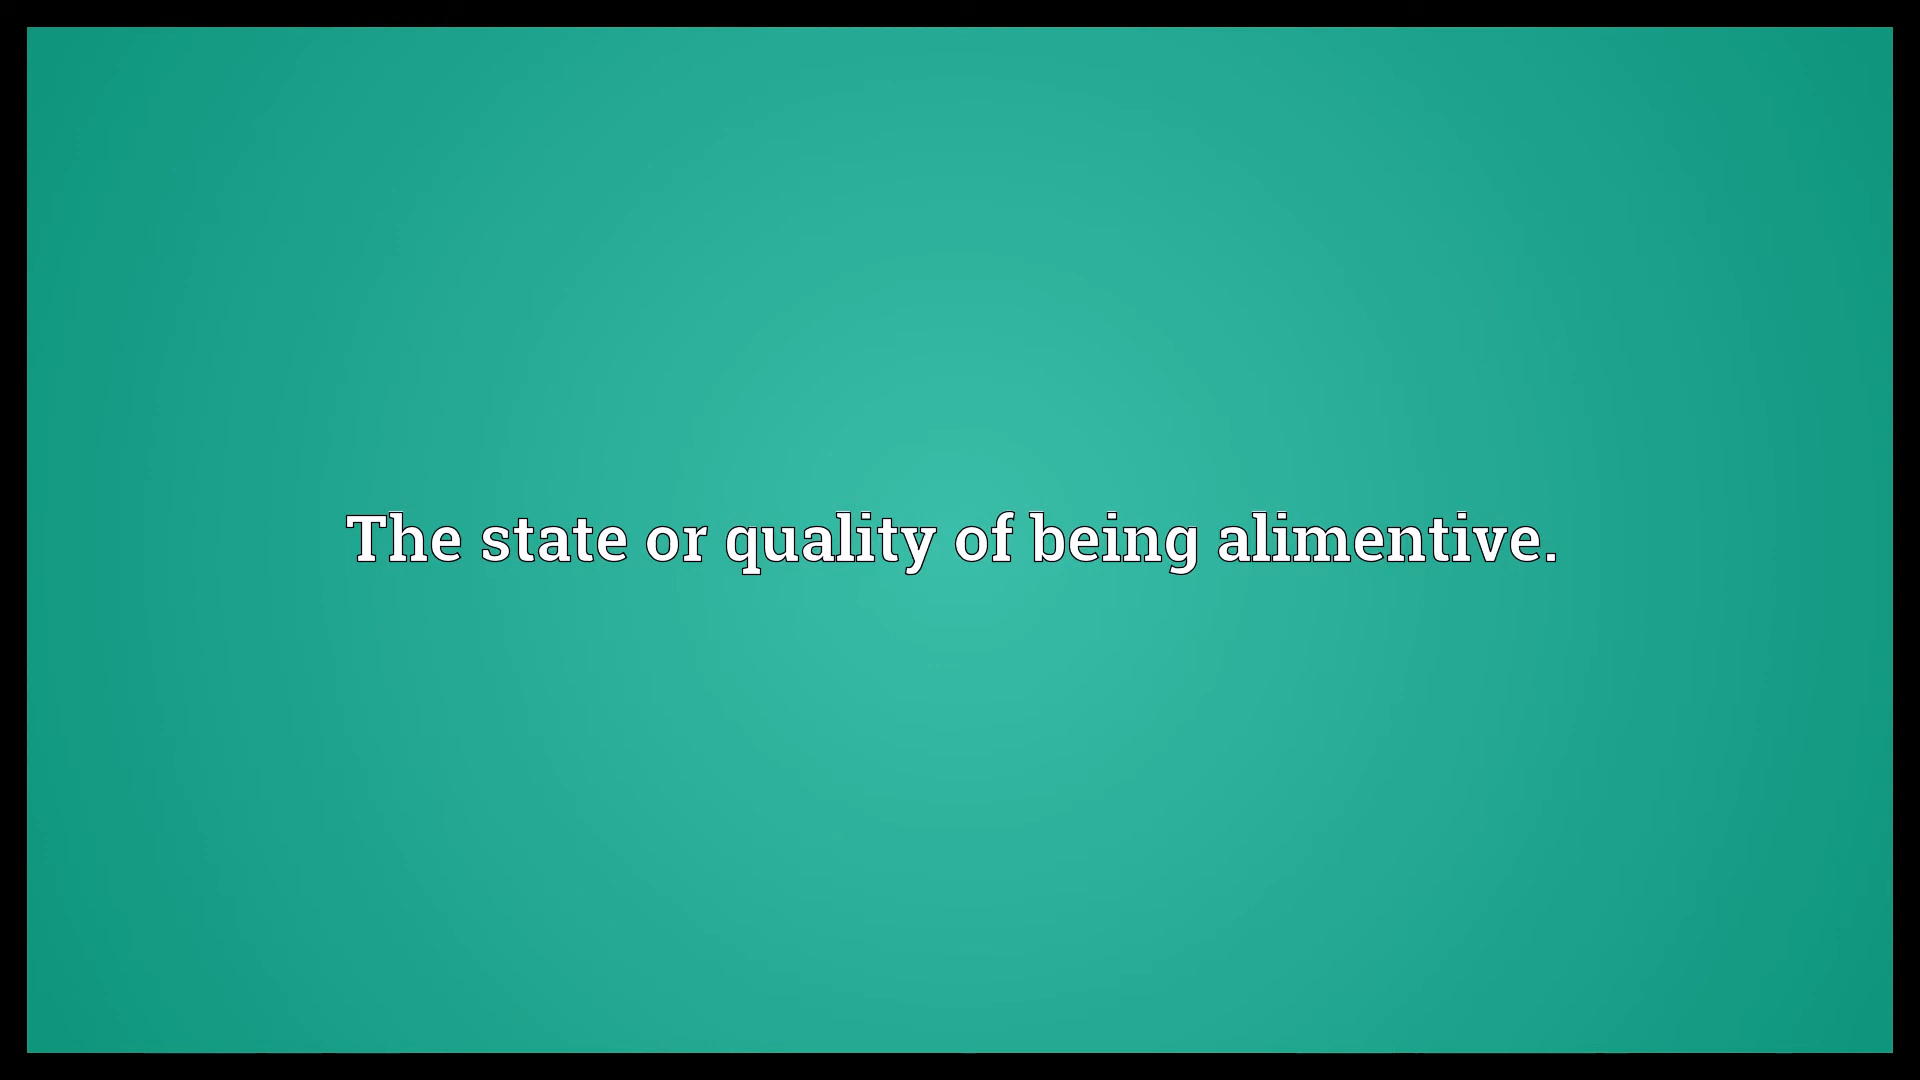 The state or quality of being alimentive.